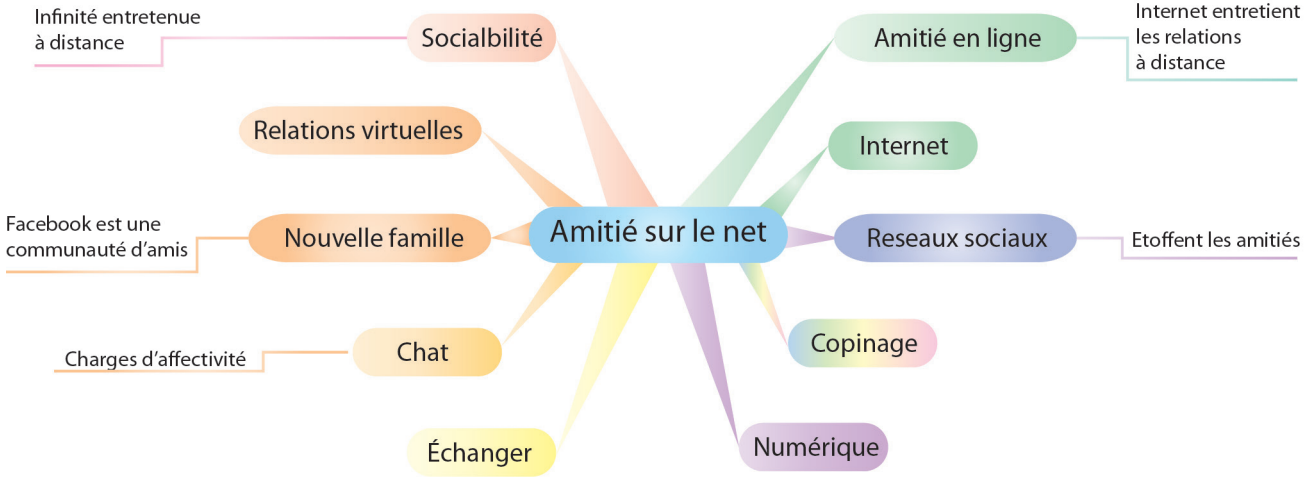 Infinité entretenue
à distance
Socialbilité
Amitié en ligne
Internet entretient
les relations
à distance
Relations virtuelles
Internet
Facebook est une
communauté d’amis
Nouvelle famille
Amitié sur le net
Reseaux sociaux
Etoffent les amitiés
Charges d’affectivité
Chat
Copinage
Échanger
Numérique